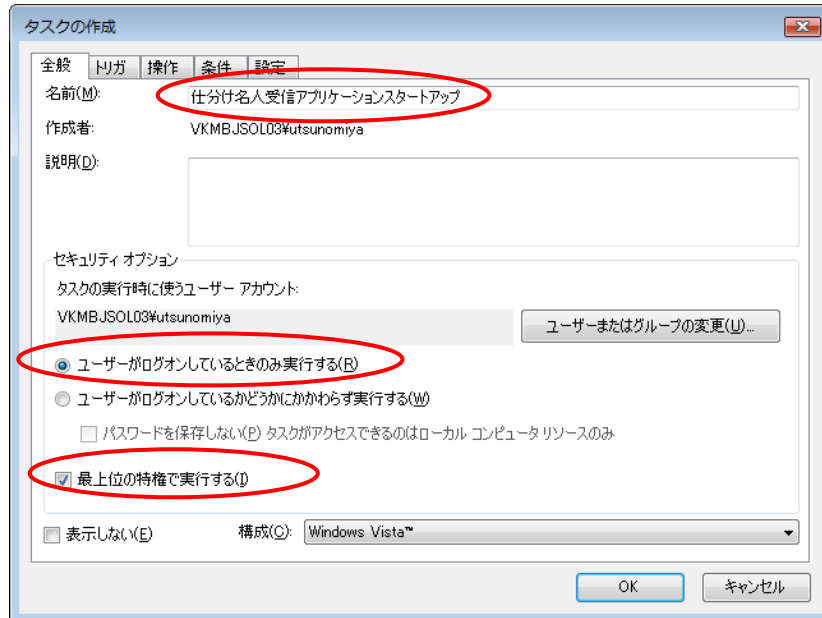 タスクの作成
全般 トリガ 操作 条件 設定
名前(M): 仕分け名人受信アプリケーションスタートアップ
作成者: VKMBJSOL03¥utsunomiya
説明(D):
セキュリティ オプション
タスクの実行時に使うユーザー アカウント:
VKMBJSOL03¥utsunomiya ユーザーまたはグループの変更(U)...
ユーザーがログオンしているときのみ実行する(R)
ユーザーがログオンしているかどうかにかかわらず実行する(W)
パスワードを保存しない(P) タスクがアクセスできるのはローカル コンピュータ リソースのみ
最上位の特権で実行する(I)
表示しない(E) 構成(C): Windows Vista™
OK キャンセル